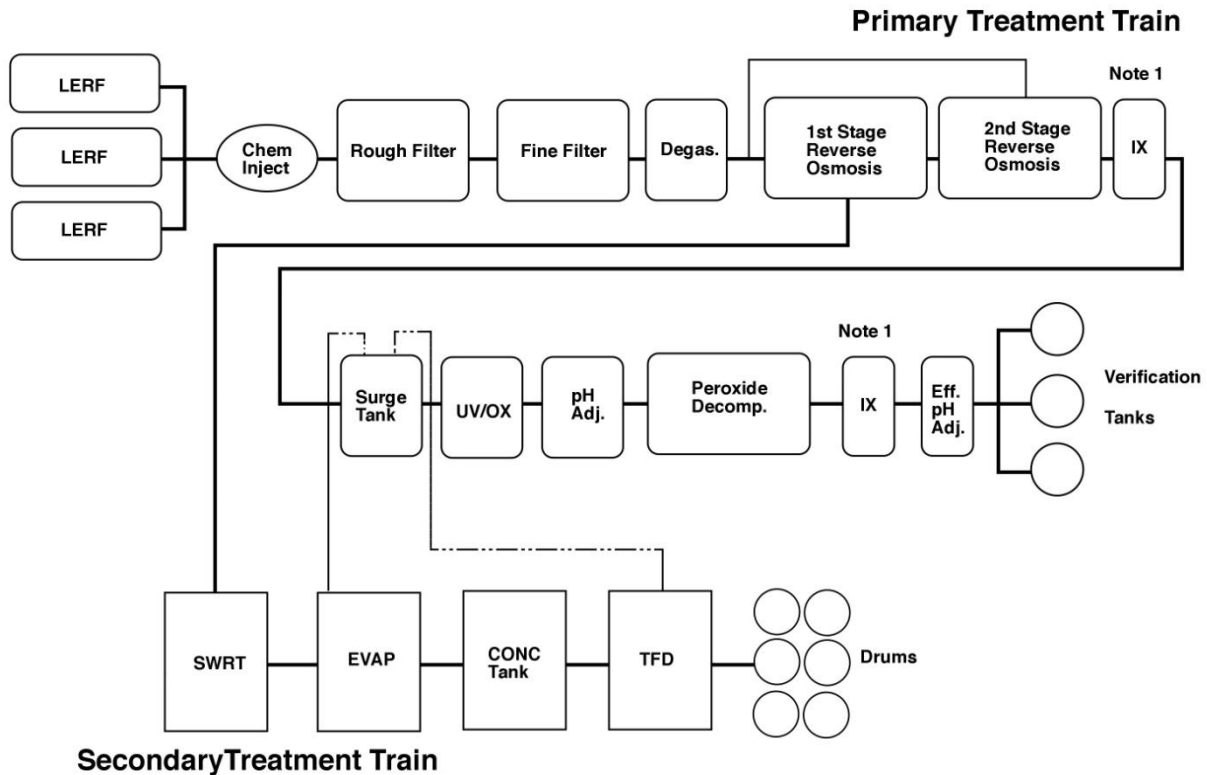 Primary Treatment Train
LERF
LERF
LERF
Chem
Inject
Rough Filter
Fine Filter
Degas.
1st Stage
Reverse
Osmosis
2nd Stage
Reverse
Osmosis
Note 1
IX
Surge
Tank
UV/OX
pH
Adj.
Peroxide
Decomp.
Note 1
IX
Eff.
pH
Adj.
Verification
Tanks
SWRT
EVAP
CONC
Tank
TFD
Drums
SecondaryTreatment Train